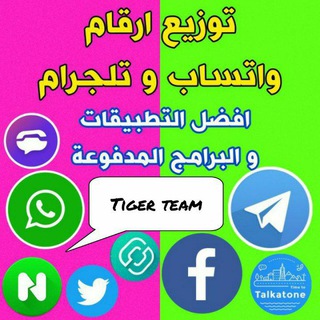 توزيع ارقام
واتساب و تلجرام
افضل التطبيقات
و البرامج المدفوعة
TIGER TEAM
Talkatone